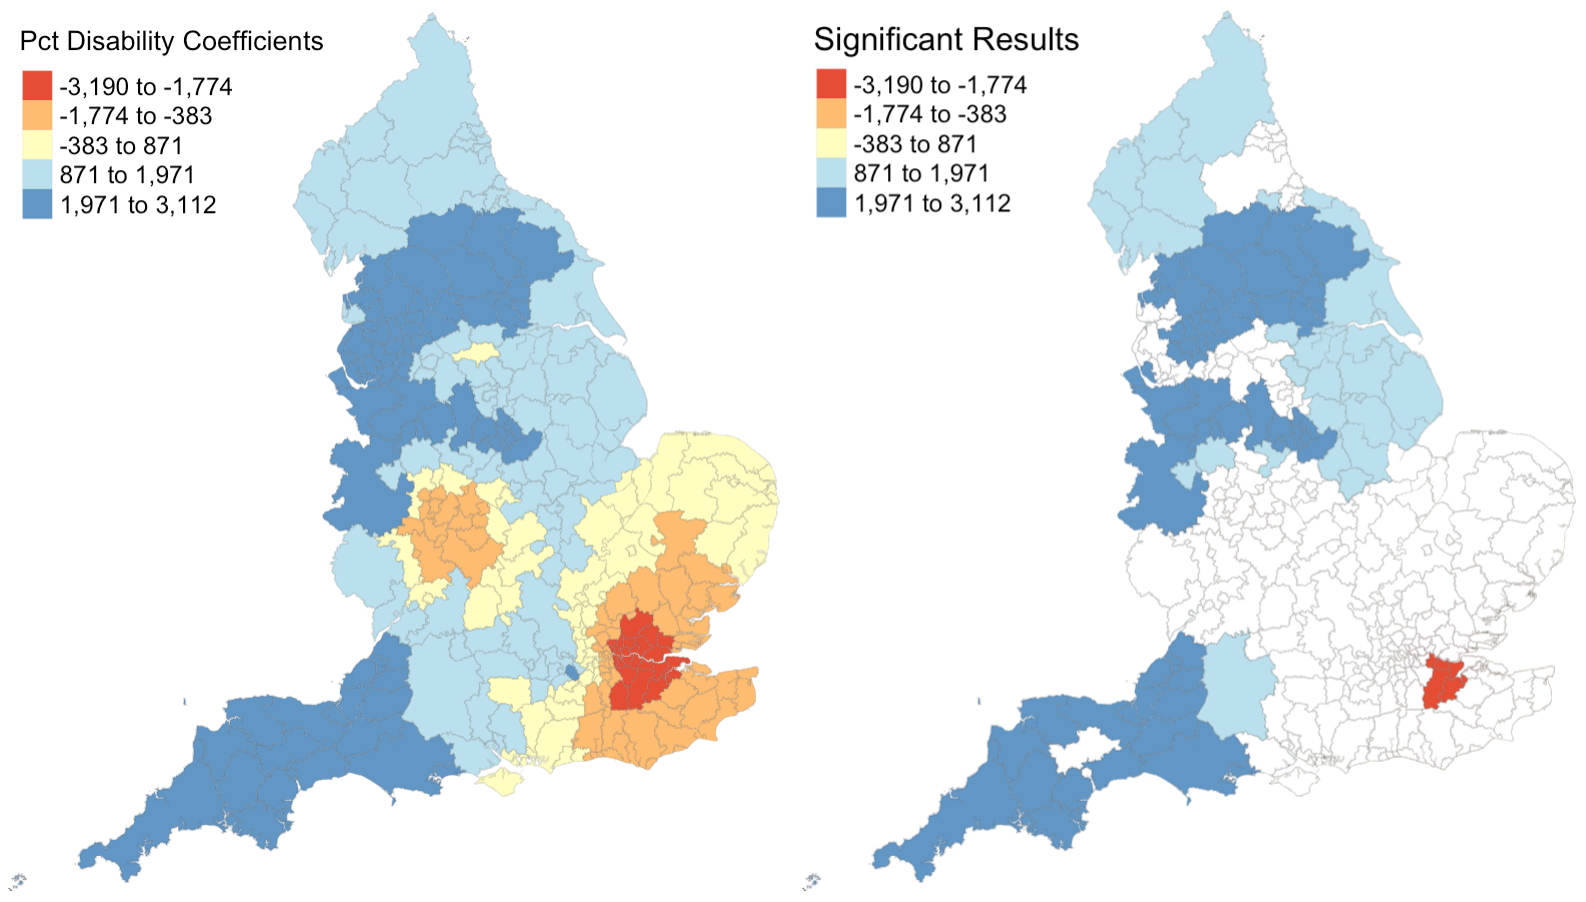 Pct Disability Coefficients
-3,190 to -1,774
-1,774 to -383
-383 to 871
871 to 1,971
1,971 to 3,112
Significant Results
-3,190 to -1,774
-1,774 to -383
-383 to 871
871 to 1,971
1,971 to 3,112